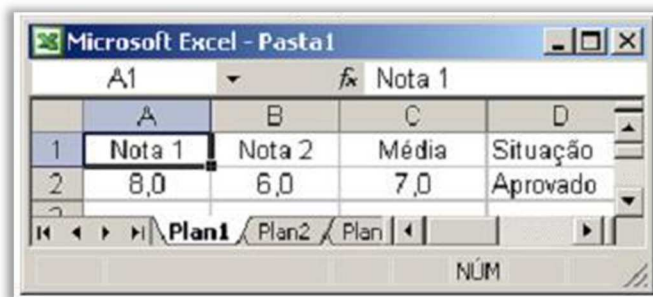 Microsoft Excel - Pasta1
A1 fx Nota 1
A B C D
1 Nota 1 Nota 2 Média Situação
2 8,0 6,0 7,0 Aprovado
Plan1 Plan2 Plan
NÚM